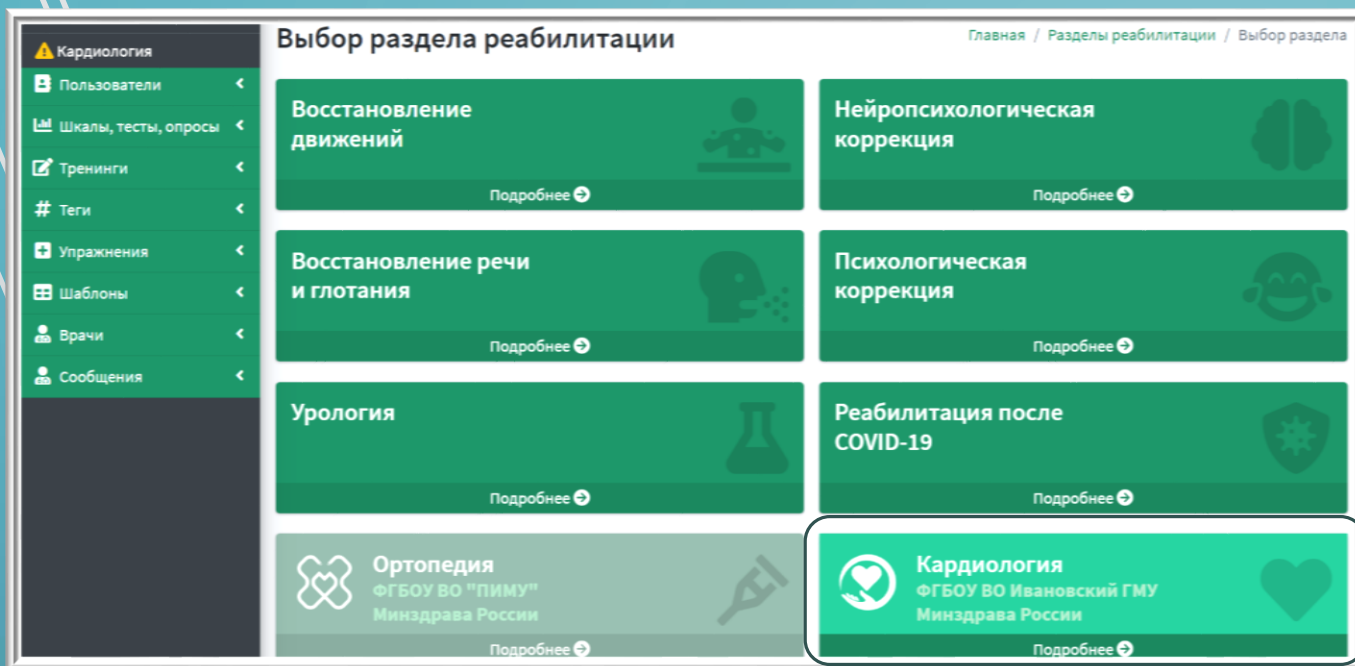 Кардиология
Пользователи
Шкалы, тесты, опросы
Тренинги
Теги
Упражнения
Шаблоны
Врачи
Сообщения
Выбор раздела реабилитации
Главная / Разделы реабилитации / Выбор раздела
Восстановление
движений
Подробнее
Нейропсихологическая
коррекция
Подробнее
Восстановление речи
и глотания
Подробнее
Психологическая
коррекция
Подробнее
Урология
Подробнее
Реабилитация после
COVID-19
Подробнее
Ортопедия
ФГБОУ ВО "ПИМУ"
Минздрава России
Подробнее
Кардиология
ФГБОУ ВО Ивановский ГМУ
Минздрава России
Подробнее